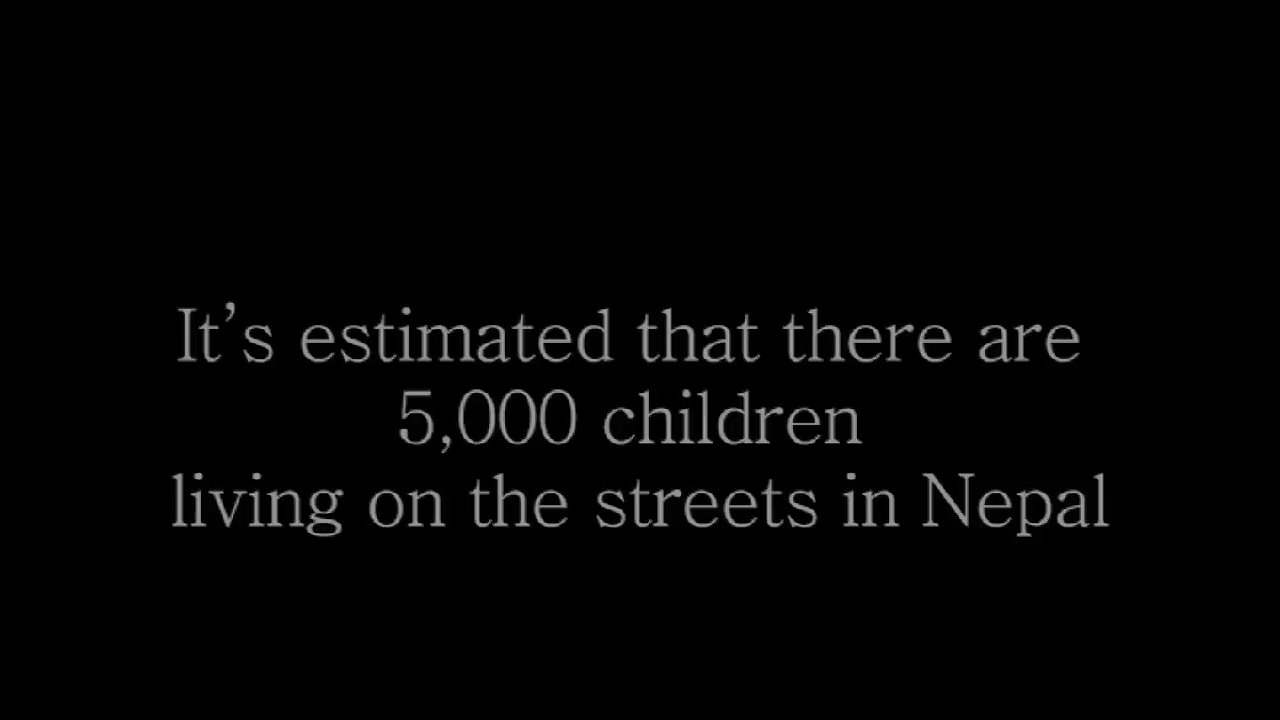 It’s estimated that there are
5,000 children
living on the streets in Nepal